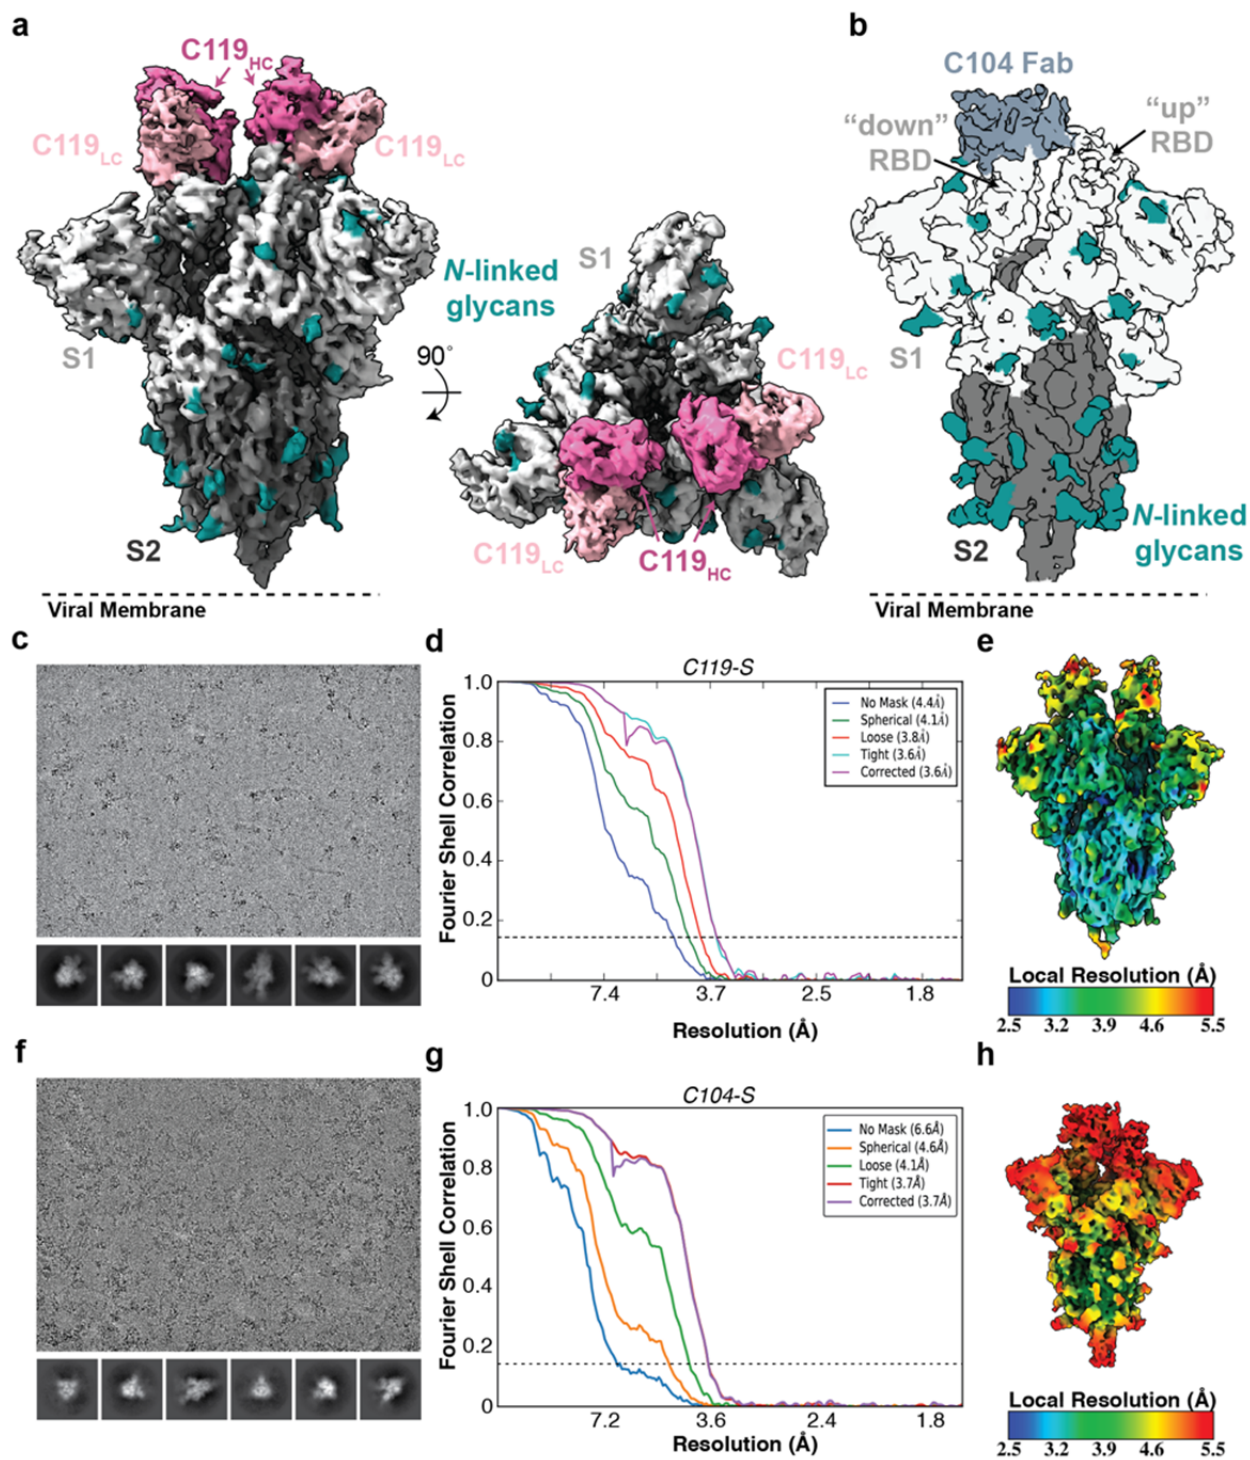 a
C119HC
C119LC
C119LC
N-linked
glycans
S1
S2
Viral Membrane
90°
S1
C119LC
C119LC
C119HC
b
C104 Fab
“down”
RBD
“up”
RBD
S1
S2
N-linked
glycans
Viral Membrane
c
d
C119-S
Fourier Shell Correlation
1.0
0.8
0.6
0.4
0.2
0
No Mask (4.4Å)
Spherical (4.1Å)
Loose (3.8Å)
Tight (3.6Å)
Corrected (3.6Å)
7.4 3.7 2.5 1.8
Resolution (Å)
e
Local Resolution (Å)
2.5 3.2 3.9 4.6 5.5
f
g
C104-S
Fourier Shell Correlation
1.0
0.8
0.6
0.4
0.2
0
No Mask (6.6Å)
Spherical (4.6Å)
Loose (4.1Å)
Tight (3.7Å)
Corrected (3.7Å)
7.2 3.6 2.4 1.8
Resolution (Å)
h
Local Resolution (Å)
2.5 3.2 3.9 4.6 5.5